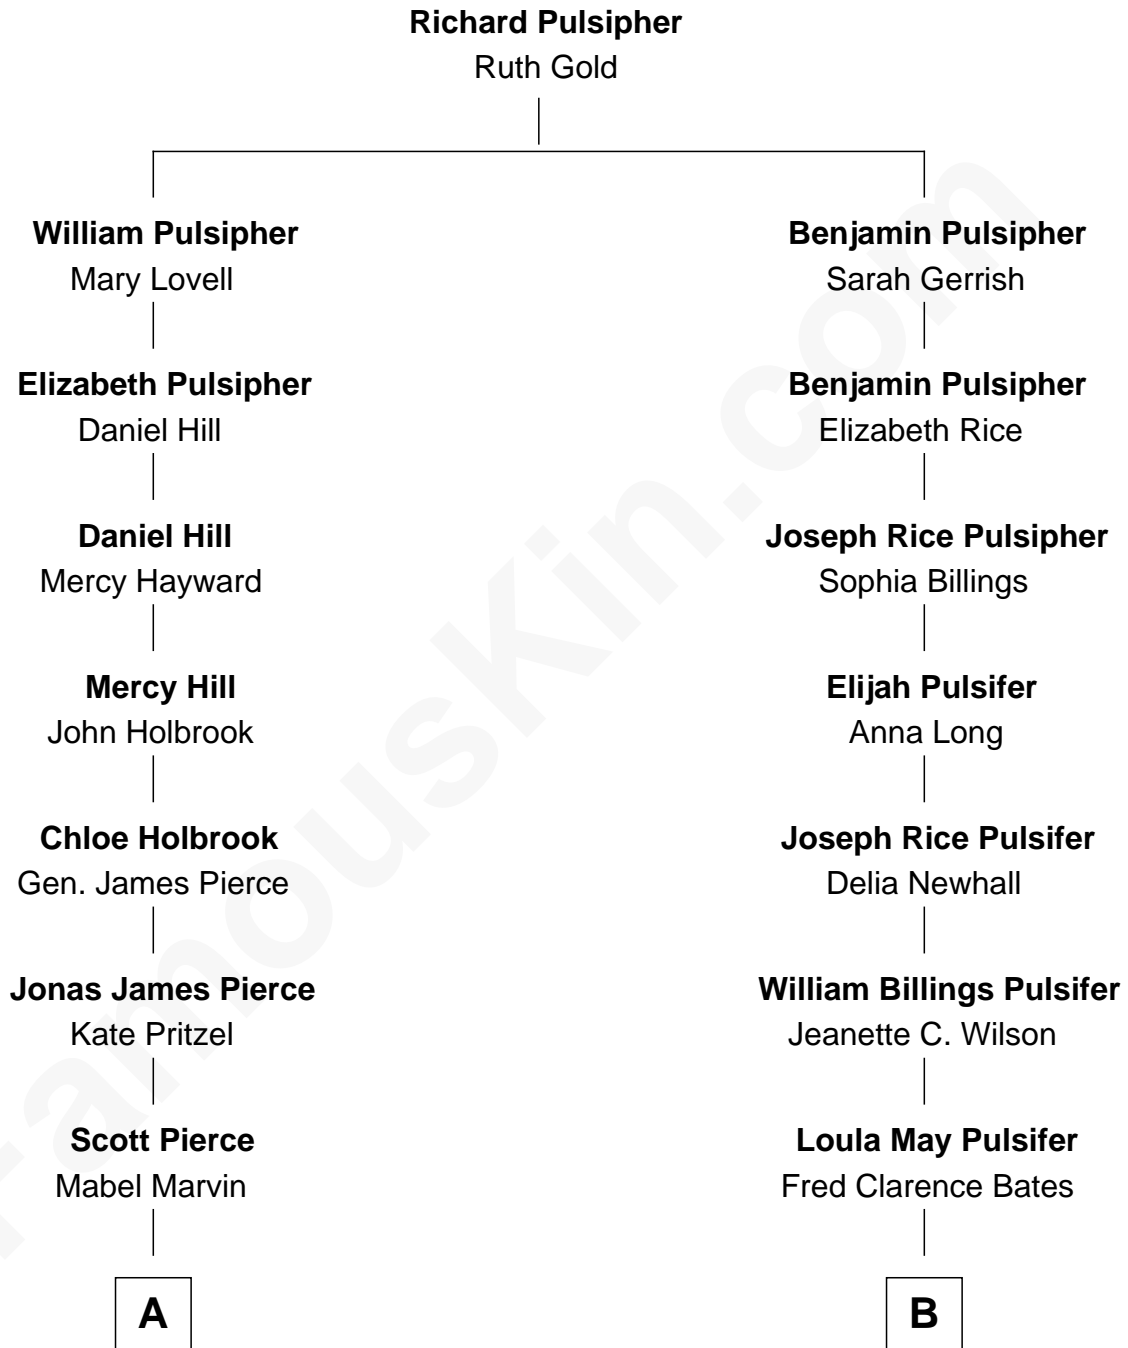 Richard Pulsipher
Ruth Gold
William Pulsipher
Mary Lovell
Benjamin Pulsipher
Sarah Gerrish
Elizabeth Pulsipher
Daniel Hill
Benjamin Pulsipher
Elizabeth Rice
Daniel Hill
Mercy Hayward
Joseph Rice Pulsipher
Sophia Billings
Mercy Hill
John Holbrook
Elijah Pulsifer
Anna Long
Chloe Holbrook
Gen. James Pierce
Joseph Rice Pulsifer
Delia Newhall
Jonas James Pierce
Kate Pritzel
William Billings Pulsifer
Jeanette C. Wilson
Scott Pierce
Mabel Marvin
Loula May Pulsifer
Fred Clarence Bates
A
B
FamousKin.com